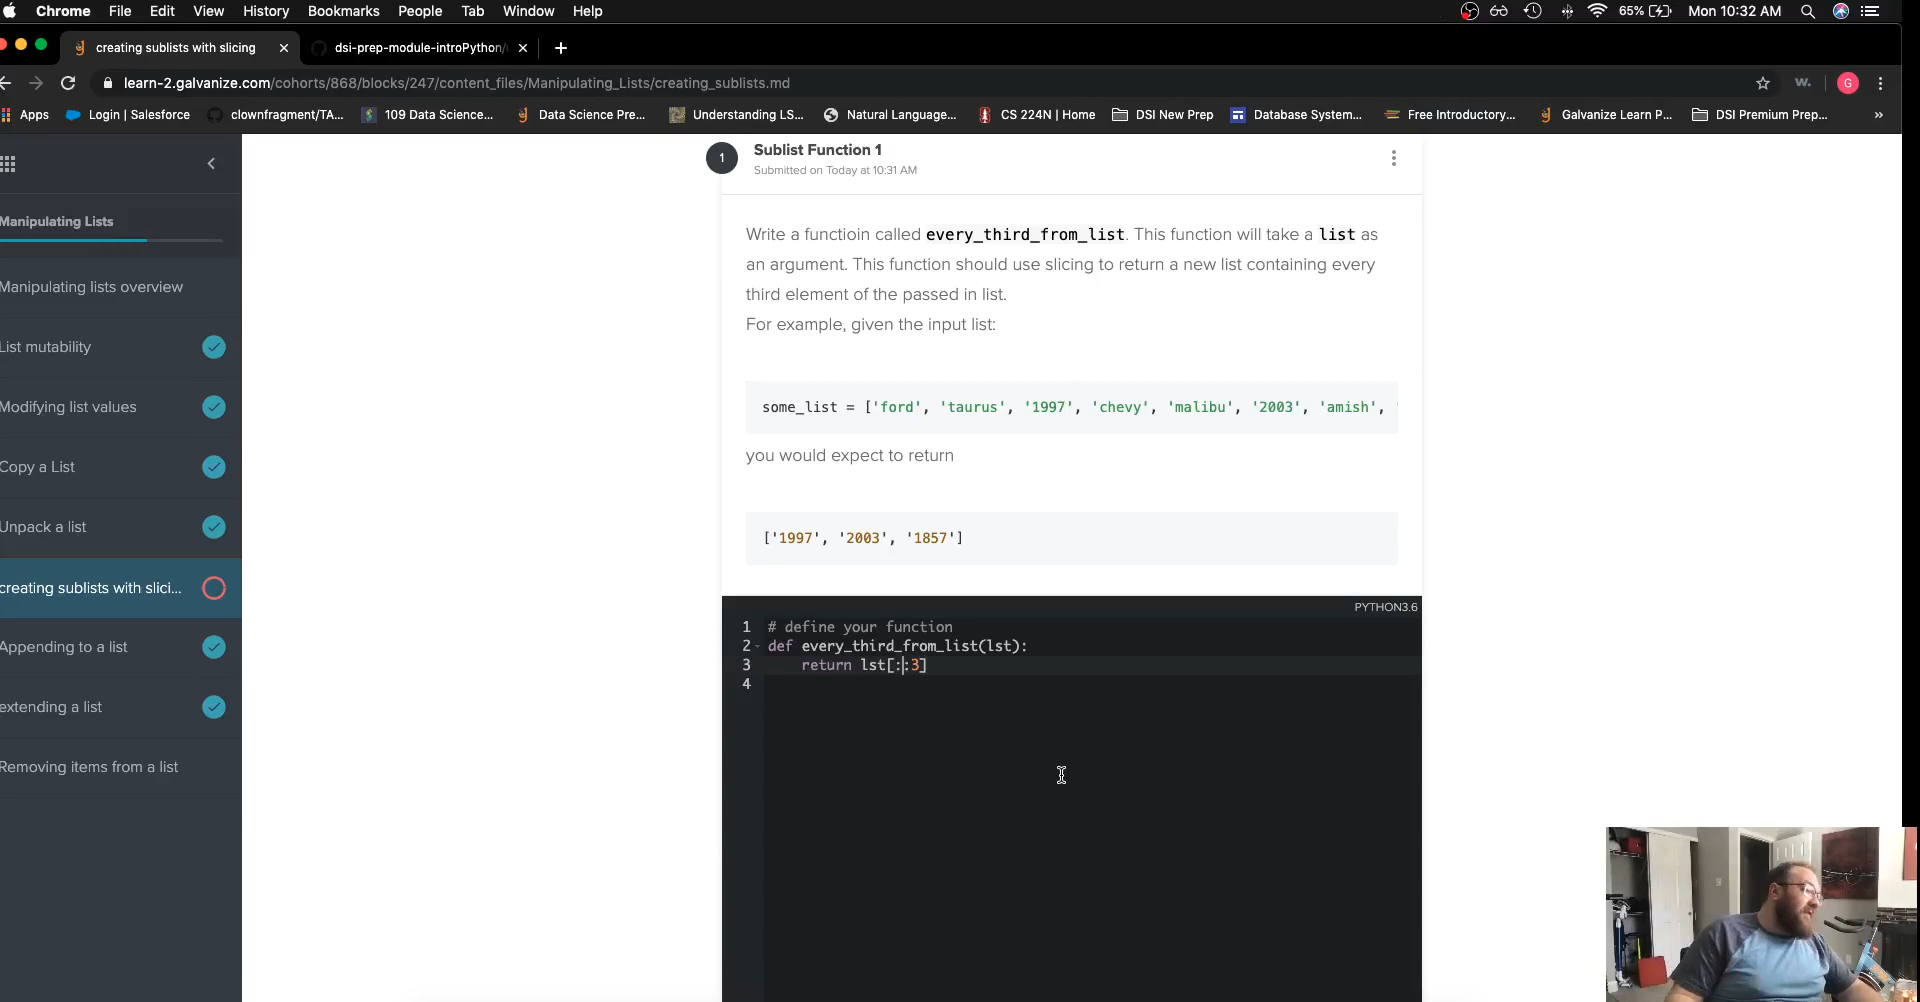 Chrome File Edit View History Bookmarks People Tab Window Help 65% Mon 10:32 AM
creating sublists with slicing dsi-prep-module-introPython/
learn-2.galvanize.com/cohorts/868/blocks/247/content_files/Manipulating_Lists/creating_sublists.md G
Apps Login | Salesforce clownfragment/TA... 109 Data Science... Data Science Pre... Understanding LS... Natural Language... CS 224N | Home DSI New Prep Database System... Free Introductory... Galvanize Learn P... DSI Premium Prep... »
Manipulating Lists
Manipulating lists overview
List mutability
Modifying list values
Copy a List
Unpack a list
creating sublists with slici...
Appending to a list
extending a list
Removing items from a list
1 Sublist Function 1
Submitted on Today at 10:31 AM
Write a functioin called every_third_from_list. This function will take a list as
an argument. This function should use slicing to return a new list containing every
third element of the passed in list.
For example, given the input list:
some_list = ['ford', 'taurus', '1997', 'chevy', 'malibu', '2003', 'amish', '
you would expect to return
['1997', '2003', '1857']
PYTHON3.6
1 # define your function
2 def every_third_from_list(lst):
3 return lst[::3]
4